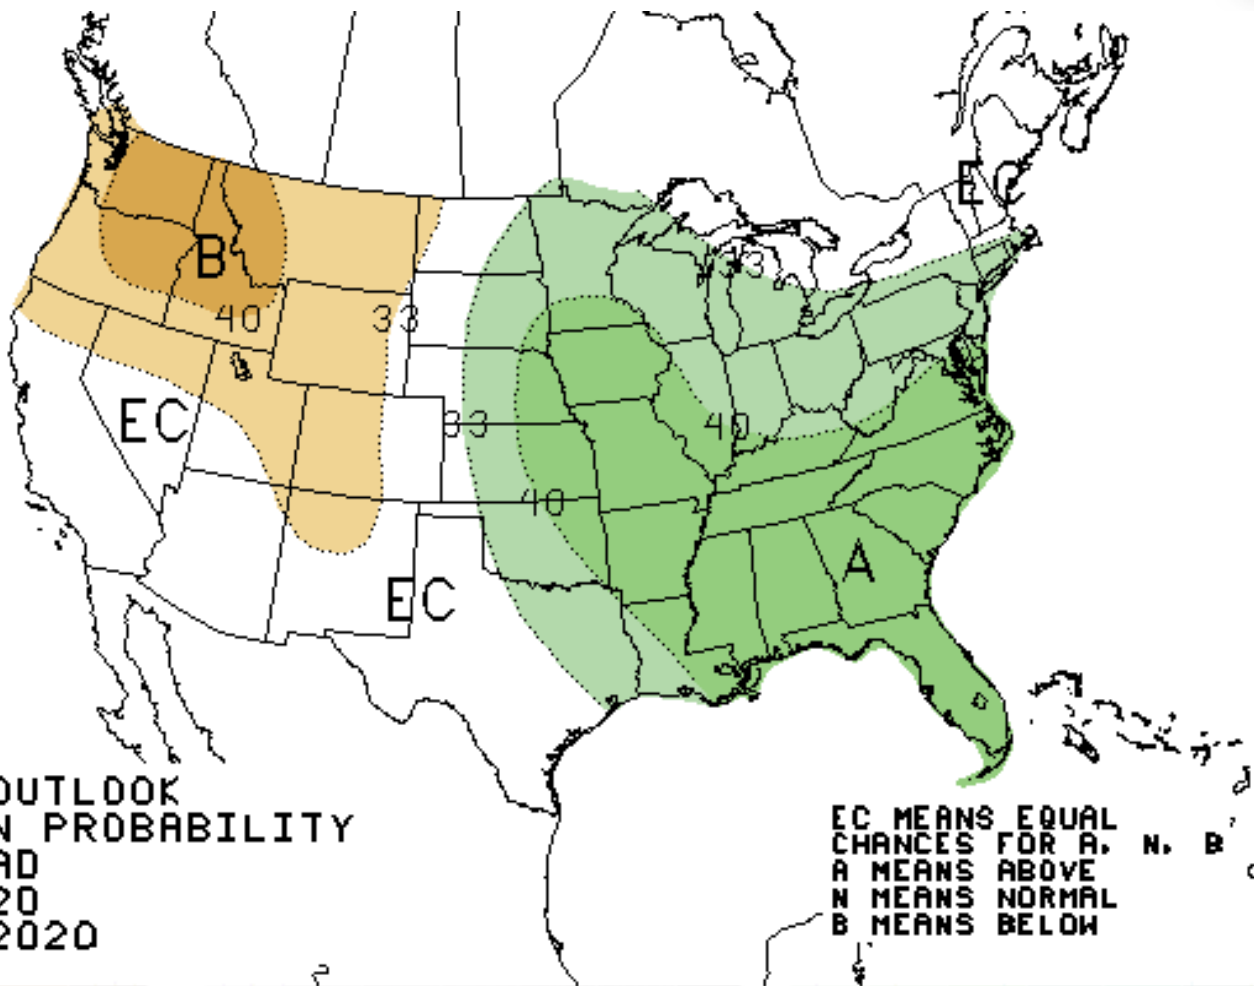 E C
B
33
40
33
EC
33
40
40
A
EC
OUTLOOK
N PROBABILITY
AD
20
2020
EC MEANS EQUAL
CHANCES FOR A, N, B
A MEANS ABOVE
N MEANS NORMAL
B MEANS BELOW